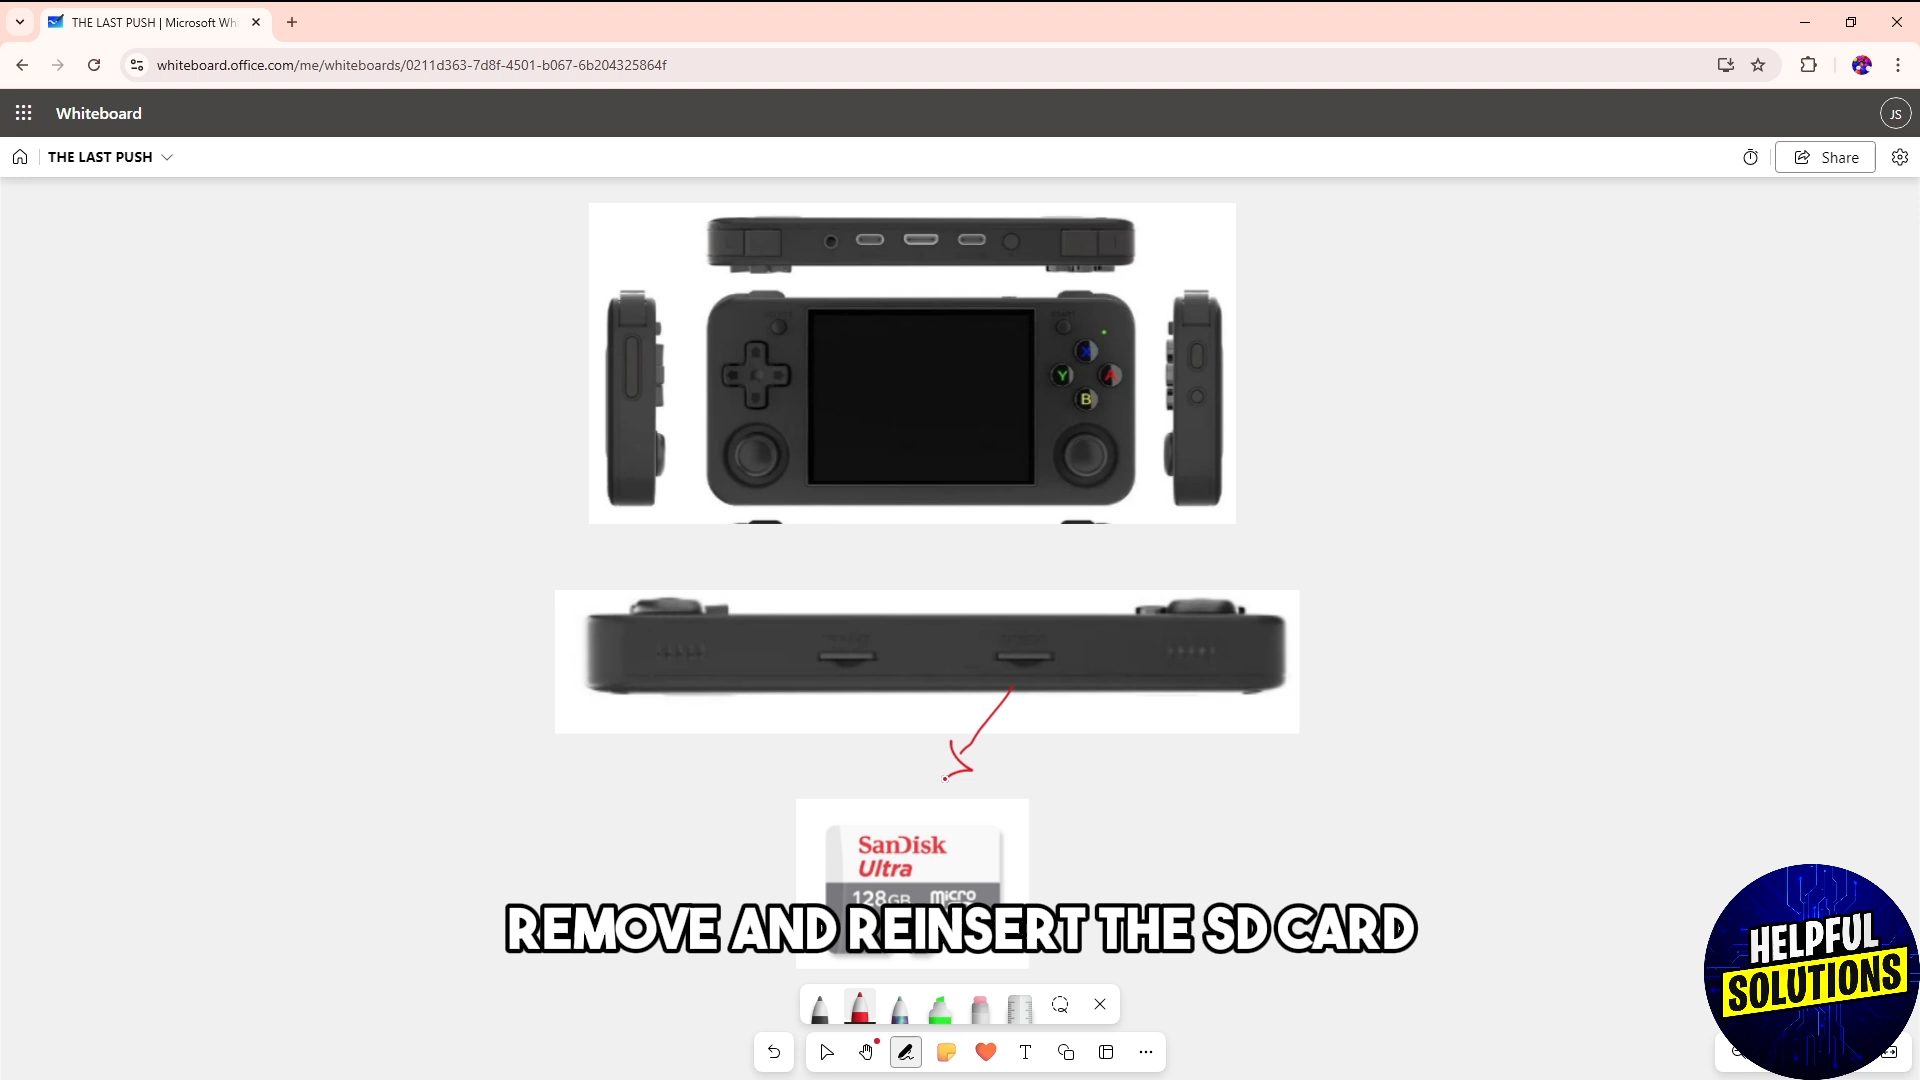 THE LAST PUSH | Microsoft Wh
whiteboard.office.com/me/whiteboards/0211d363-7d8f-4501-b067-6b204325864f
Whiteboard
JS
THE LAST PUSH
Share
X
Y
A
B
SanDisk
Ultra
128GB
micro
REMOVE AND REINSERT THE SD CARD
HELPFUL
SOLUTIONS
T